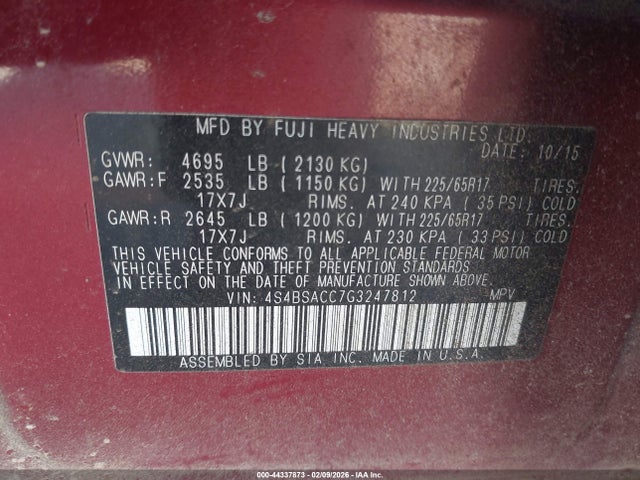 MFD BY FUJI HEAVY INDUSTRIES LTD.
DATE: 10/15
GVWR: 4695 LB ( 2130 KG)
GAWR:F 2535 LB ( 1150 KG) WITH 225/65R17 TIRES.
17X7J RIMS. AT 240 KPA ( 35 PSI) COLD
GAWR:R 2645 LB ( 1200 KG) WITH 225/65R17 TIRES.
17X7J RIMS. AT 230 KPA ( 33 PSI) COLD
THIS VEHICLE CONFORMS TO ALL APPLICABLE FEDERAL MOTOR
VEHICLE SAFETY AND THEFT PREVENTION STANDARDS
IN EFFECT ON THE DATE OF MANUFACTURE SHOWN ABOVE.
VIN: 4S4BSACC7G3247812 MPV
ASSEMBLED BY SIA INC. MADE IN U.S.A.
000-44337873 - 02/09/2026 - IAA Inc.